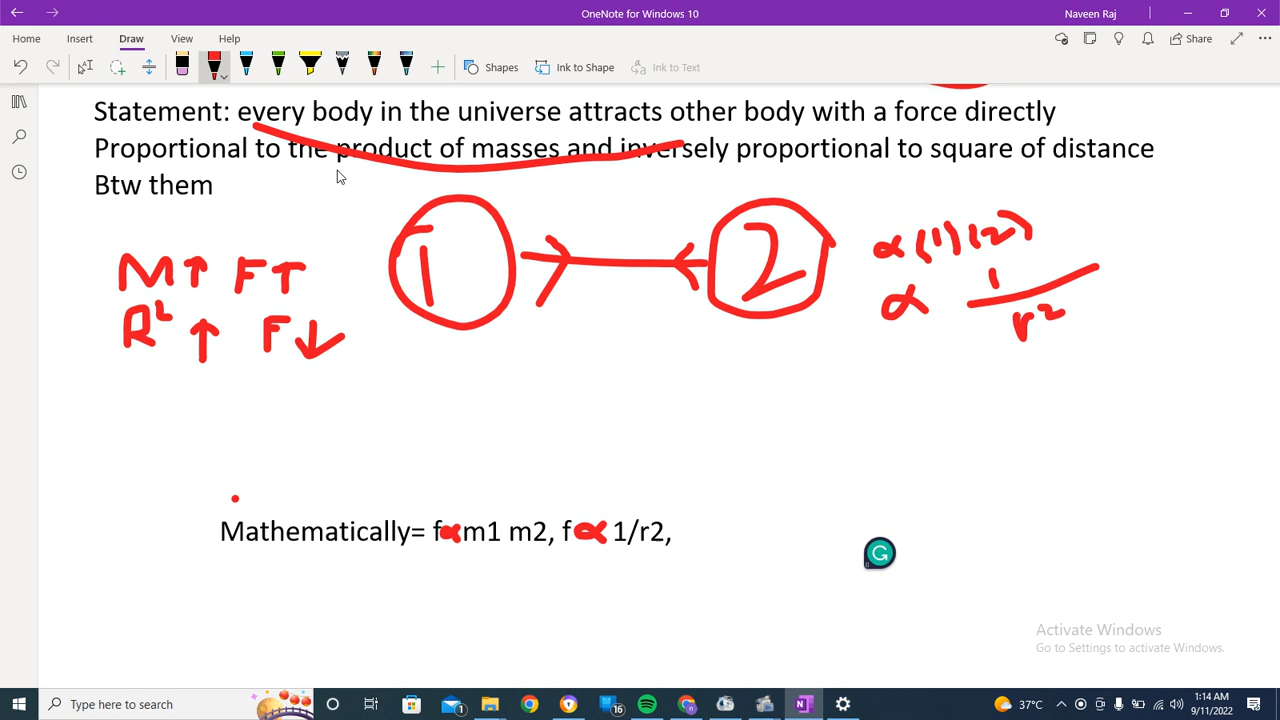 OneNote for Windows 10
Naveen Raj
Home Insert Draw View Help
Share
Shapes Ink to Shape Ink to Text
Statement: every body in the universe attracts other body with a force directly
Proportional to the product of masses and inversely proportional to square of distance
Btw them
M↑ F↑
R² ↑ F↓
1
2
α (1) (2)
α 1/r²
Mathematically= f∝m1 m2, f∝ 1/r2,
Activate Windows
Go to Settings to activate Windows.
Type here to search
1
16
37°C
1:14 AM
9/11/2022